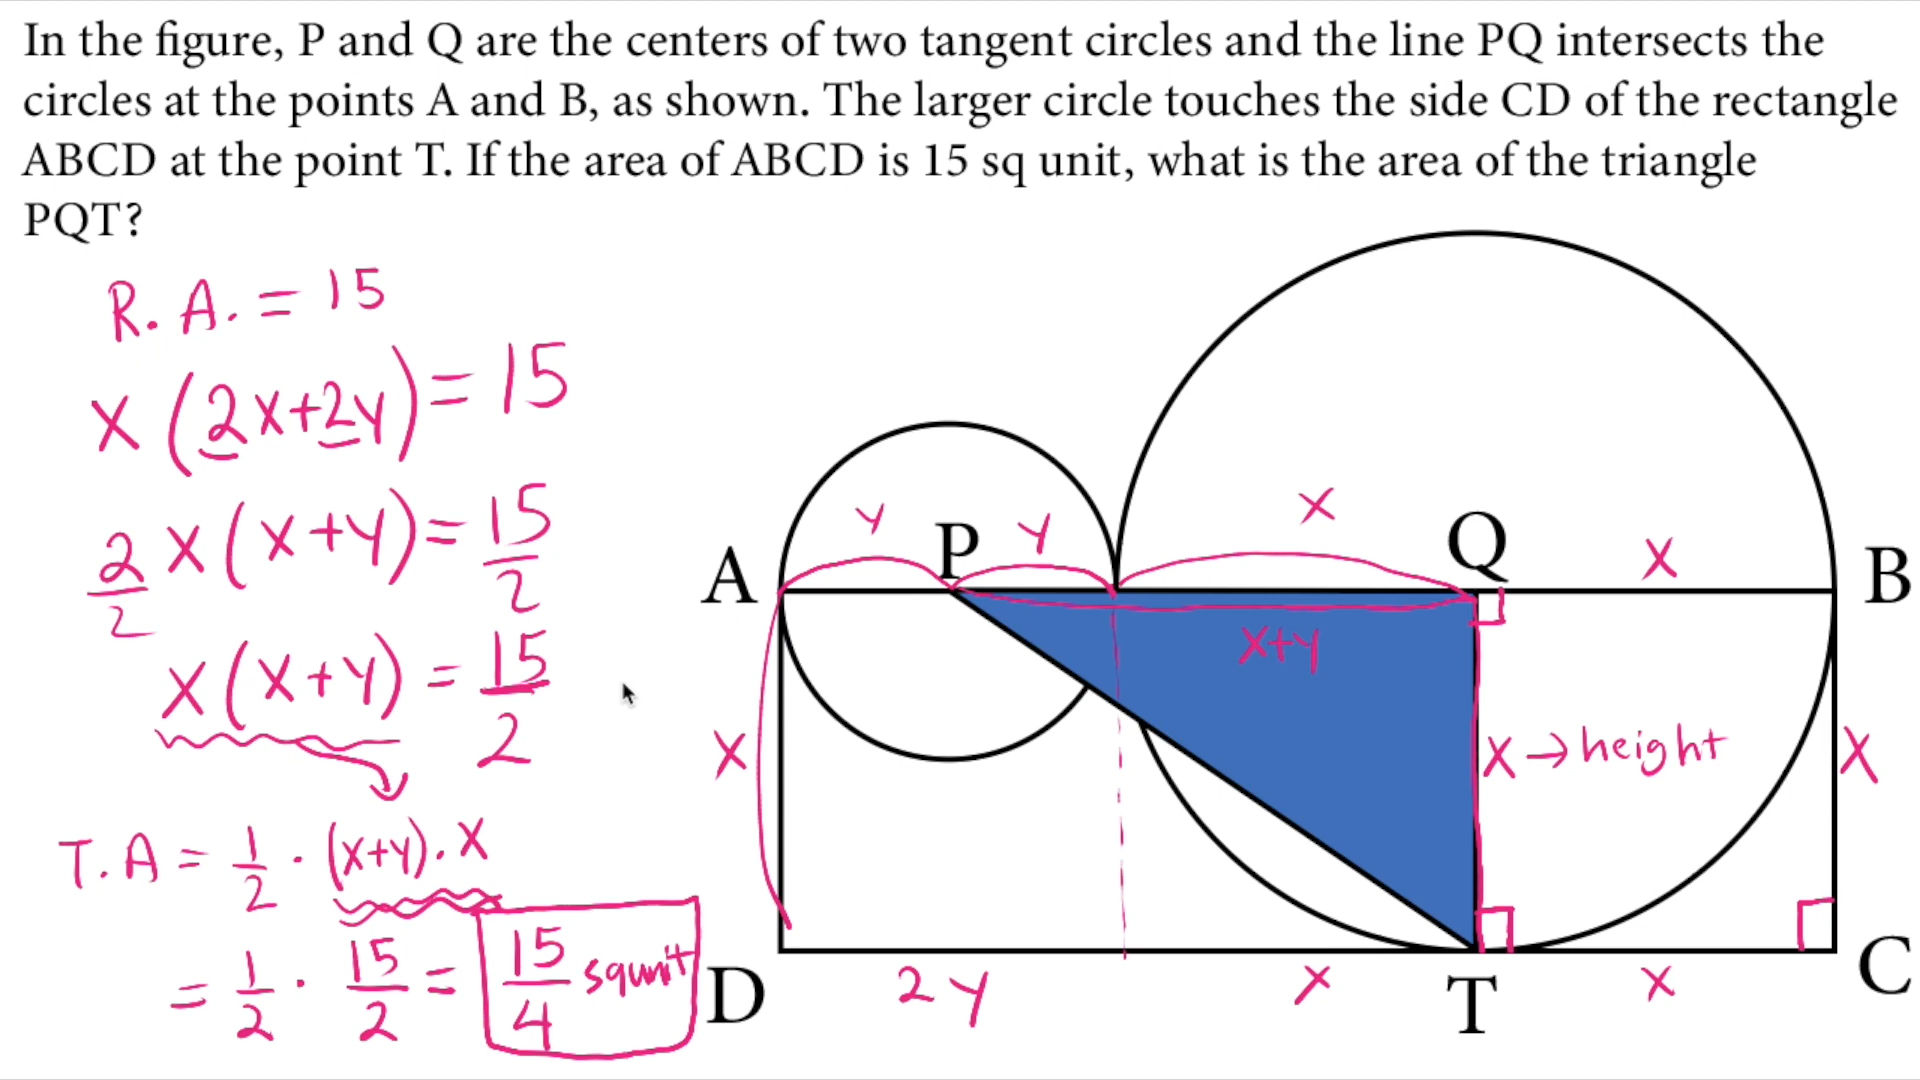 In the figure, P and Q are the centers of two tangent circles and the line PQ intersects the
circles at the points A and B, as shown. The larger circle touches the side CD of the rectangle
ABCD at the point T. If the area of ABCD is 15 sq unit, what is the area of the triangle
PQT?
R. A. = 15
x (2x+2y) = 15
2/2 x (x+y) = 15/2
x (x+y) = 15/2
T. A = 1/2 · (x+y) · x
= 1/2 · 15/2 = 15/4 squnit
A
y
P
y
x
Q
x
B
x+y
x
x → height
x
D
2y
x
T
x
C